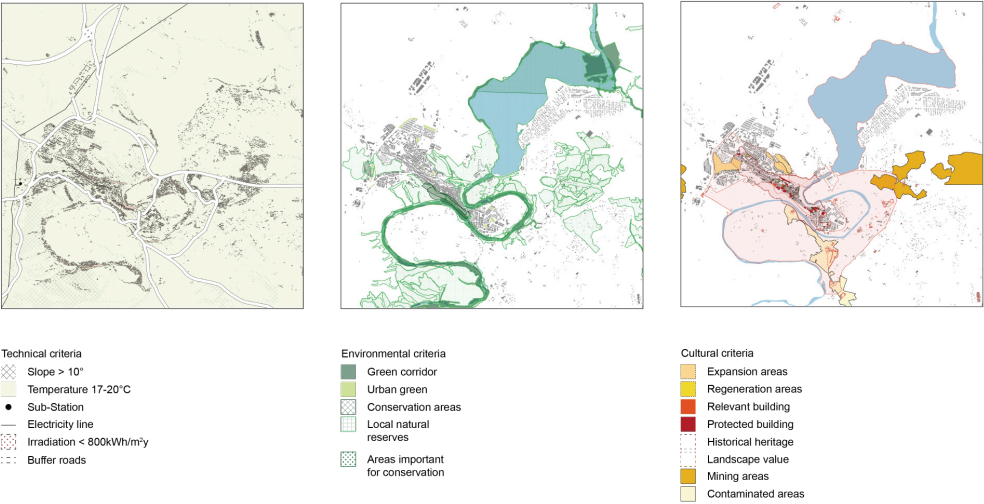 Technical criteria
Slope > 10°
Temperature 17-20°C
Sub-Station
Electricity line
Irradiation < 800kWh/m²y
Buffer roads
Environmental criteria
Green corridor
Urban green
Conservation areas
Local natural
reserves
Areas important
for conservation
Cultural criteria
Expansion areas
Regeneration areas
Relevant building
Protected building
Historical heritage
Landscape value
Mining areas
Contaminated areas